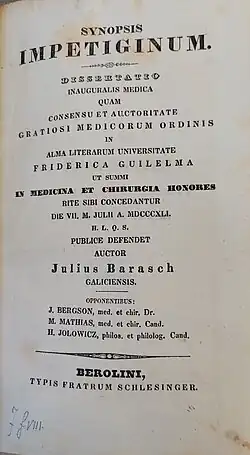 SYNOPSIS
IMPETIGINUM.
DISSERTATIO
INAUGURALIS MEDICA
QUAM
CONSENSU ET AUCTORITATE
GRATIOSI MEDICORUM ORDINIS
IN
ALMA LITERARUM UNIVERSITATE
FRIDERICA GUILELMA
UT SUMMI
IN MEDICINA ET CHIRURGIA HONORES
RITE SIBI CONCEDANTUR
DIE VII. M. JULII A. MDCCCXLI.
H. L. Q. S.
PUBLICE DEFENDET
AUCTOR
Julius Barasch
GALICIENSIS.
OPPONENTIBUS:
J. BERGSON, med. et chir. Dr.
M. MATHIAS, med. et chir. Cand.
H. JOLOWICZ, philos. et philolog. Cand.
BEROLINI,
TYPIS FRATRUM SCHLESINGER.